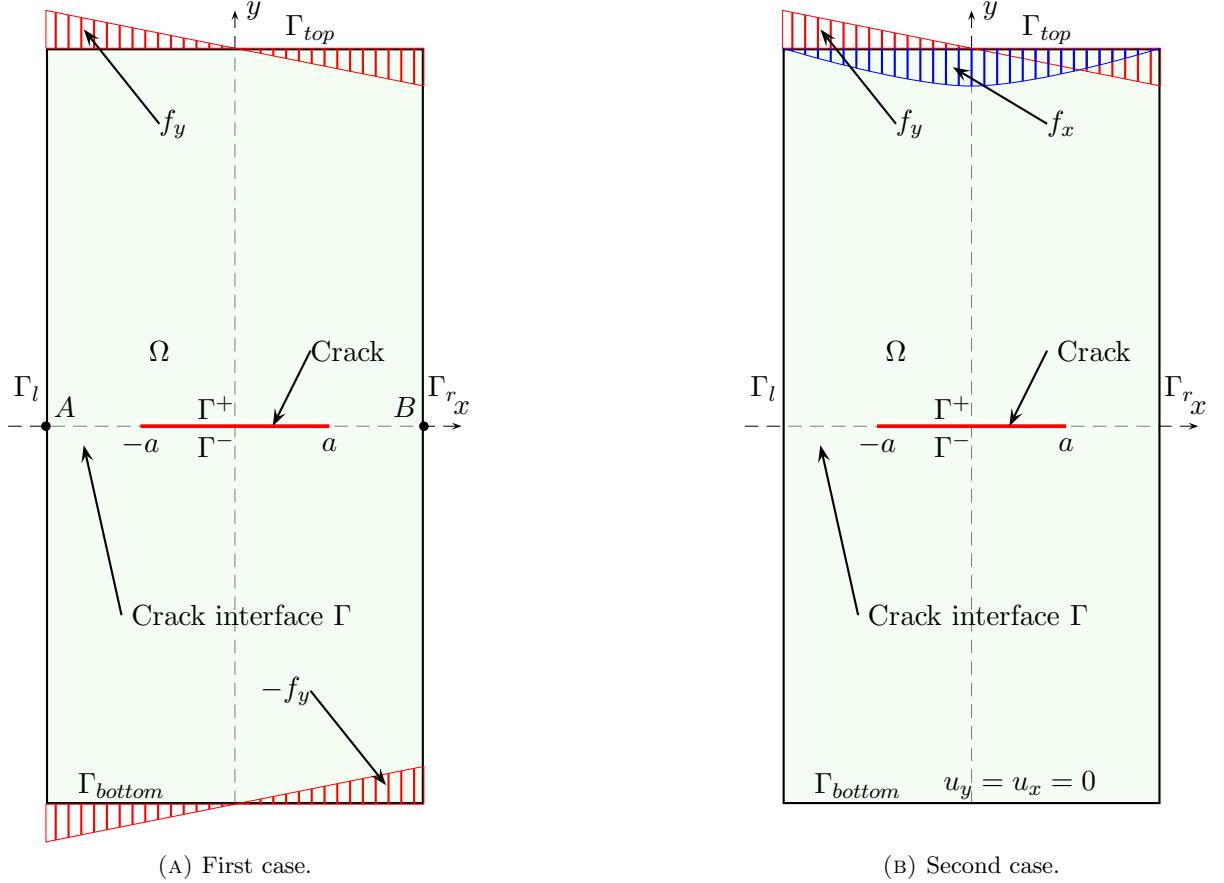 y
Γ_top
f_y
Ω
Crack
Γ_l
A
Γ^+
B
Γ_r
x
−a
Γ^−
a
Crack interface Γ
−f_y
Γ_bottom
(A) First case.
y
Γ_top
f_y
f_x
Ω
Crack
Γ_l
Γ^+
Γ_r
x
−a
Γ^−
a
Crack interface Γ
Γ_bottom
u_y = u_x = 0
(B) Second case.